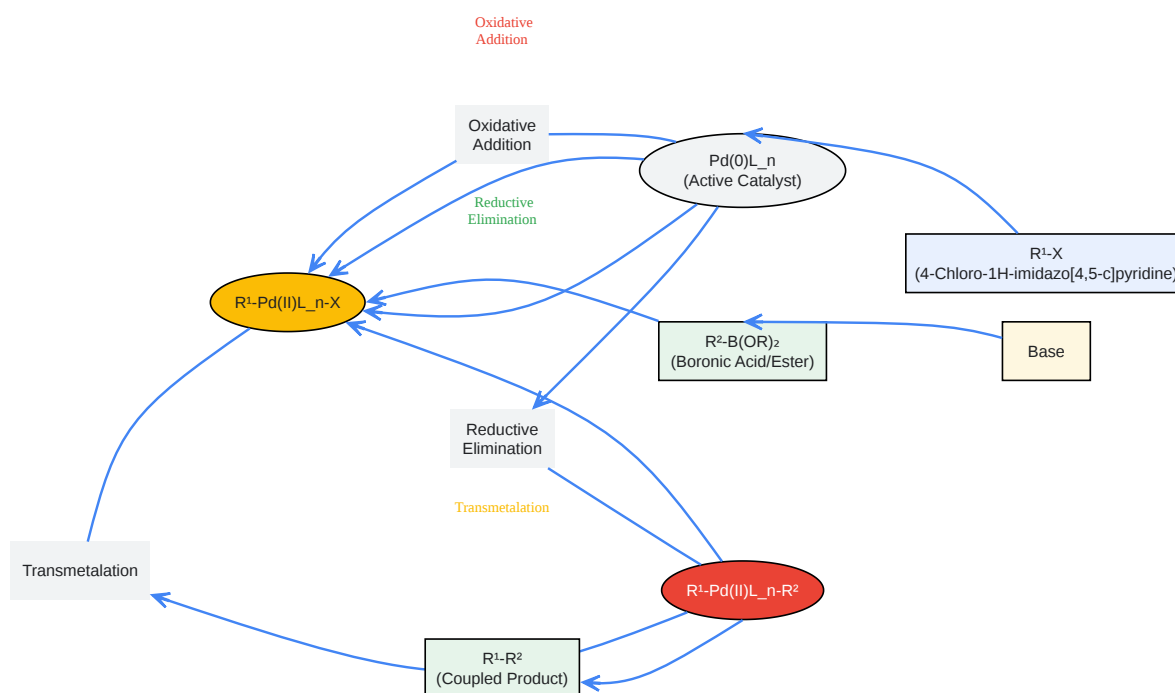 Oxidative
Addition
Oxidative
Addition
Pd(0)L_n
(Active Catalyst)
Reductive
Elimination
R¹-X
(4-Chloro-1H-imidazo[4,5-c]pyridine)
R¹-Pd(II)L_n-X
R²-B(OR)₂
(Boronic Acid/Ester)
Base
Reductive
Elimination
Transmetalation
Transmetalation
R¹-Pd(II)L_n-R²
R¹-R²
(Coupled Product)